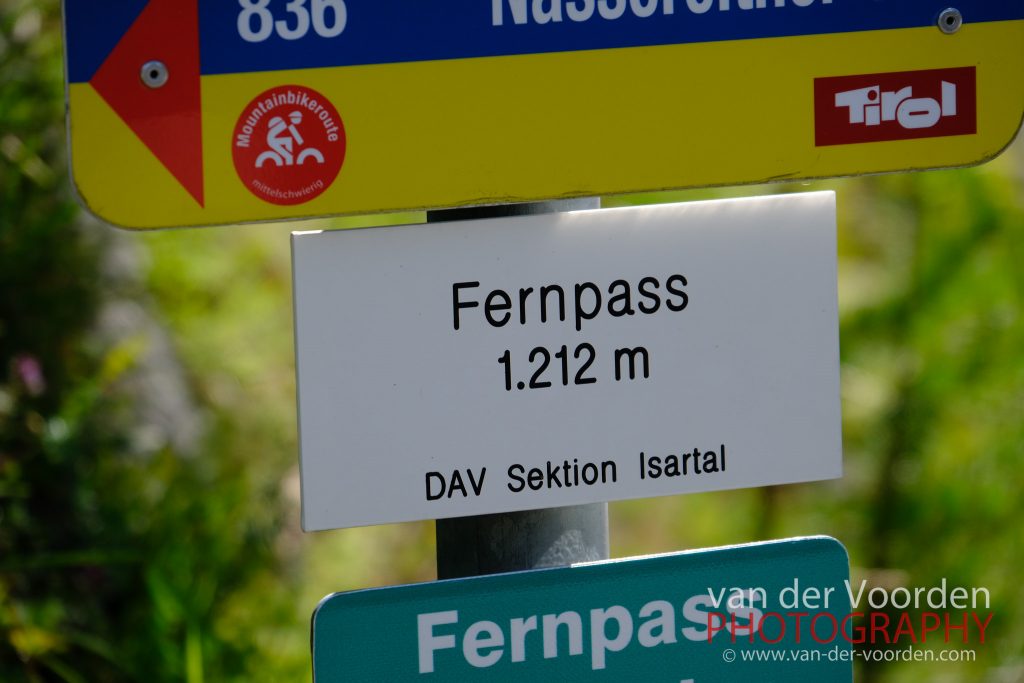 836
Mountainbikeroute
mittelschwierig
Tirol
Fernpass
1.212 m
DAV Sektion Isartal
Fernpass
van der Voorden
PHOTOGRAPHY
© www.van-der-voorden.com